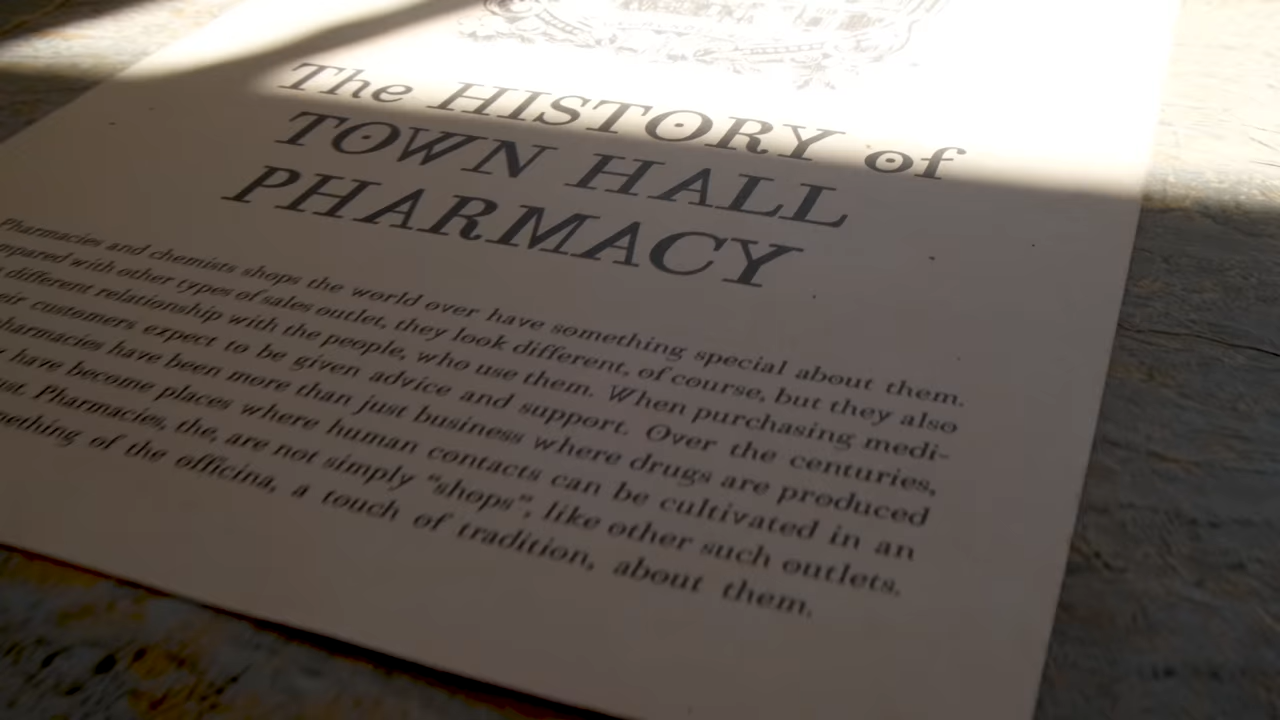 The HISTORY of
TOWN HALL
PHARMACY
Pharmacies and chemists shops the world over have something special about them.
with other types of sales outlet, they look different, of course, but they also
different relationship with the people, who use them. When purchasing medi-
customers expect to be given advice and support. Over the centuries,
pharmacies have been more than just business where drugs are produced
have become places where human contacts can be cultivated in an
Pharmacies, the, are not simply "shops", like other such outlets.
of the officina, a touch of tradition, about them.